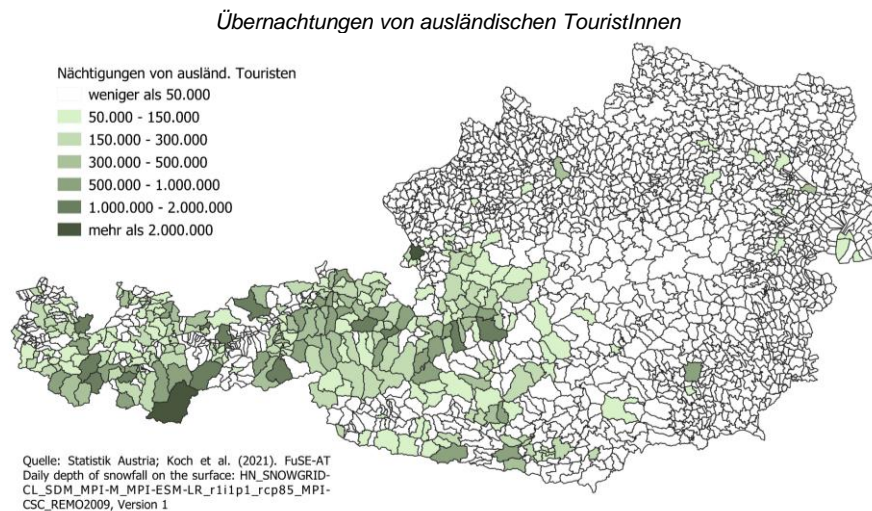 Übernachtungen von ausländischen TouristInnen
Nächtigungen von ausländ. Touristen
weniger als 50.000
50.000 - 150.000
150.000 - 300.000
300.000 - 500.000
500.000 - 1.000.000
1.000.000 - 2.000.000
mehr als 2.000.000
Quelle: Statistik Austria; Koch et al. (2021). FuSE-AT
Daily depth of snowfall on the surface: HN_SNOWGRID-
CL_SDM_MPI-M_MPI-ESM-LR_r1i1p1_rcp85_MPI-
CSC_REMO2009, Version 1